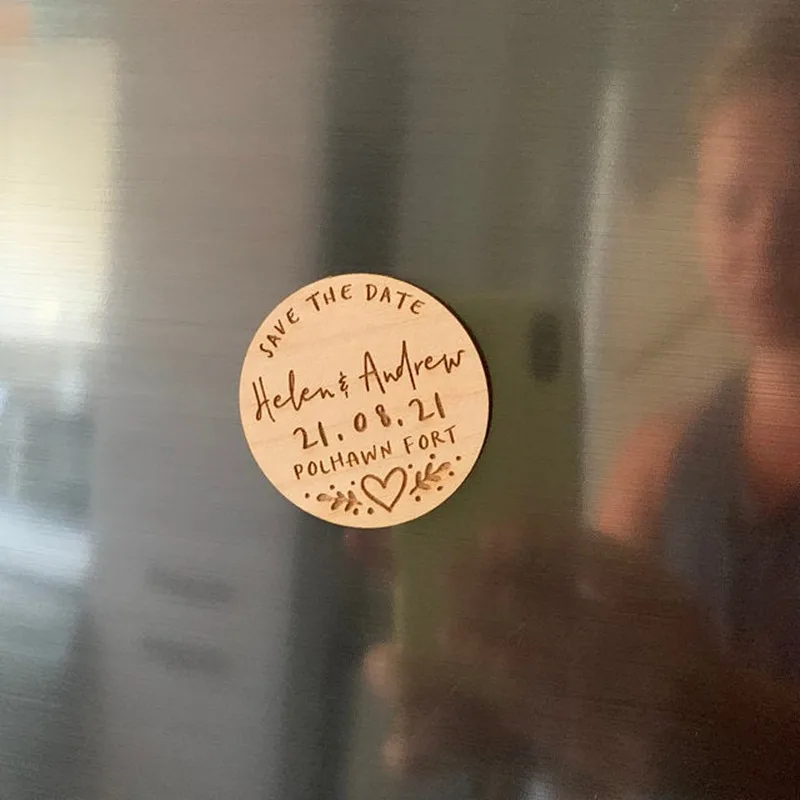 SAVE THE DATE
Helen & Andrew
21.08.21
POLHAWN FORT